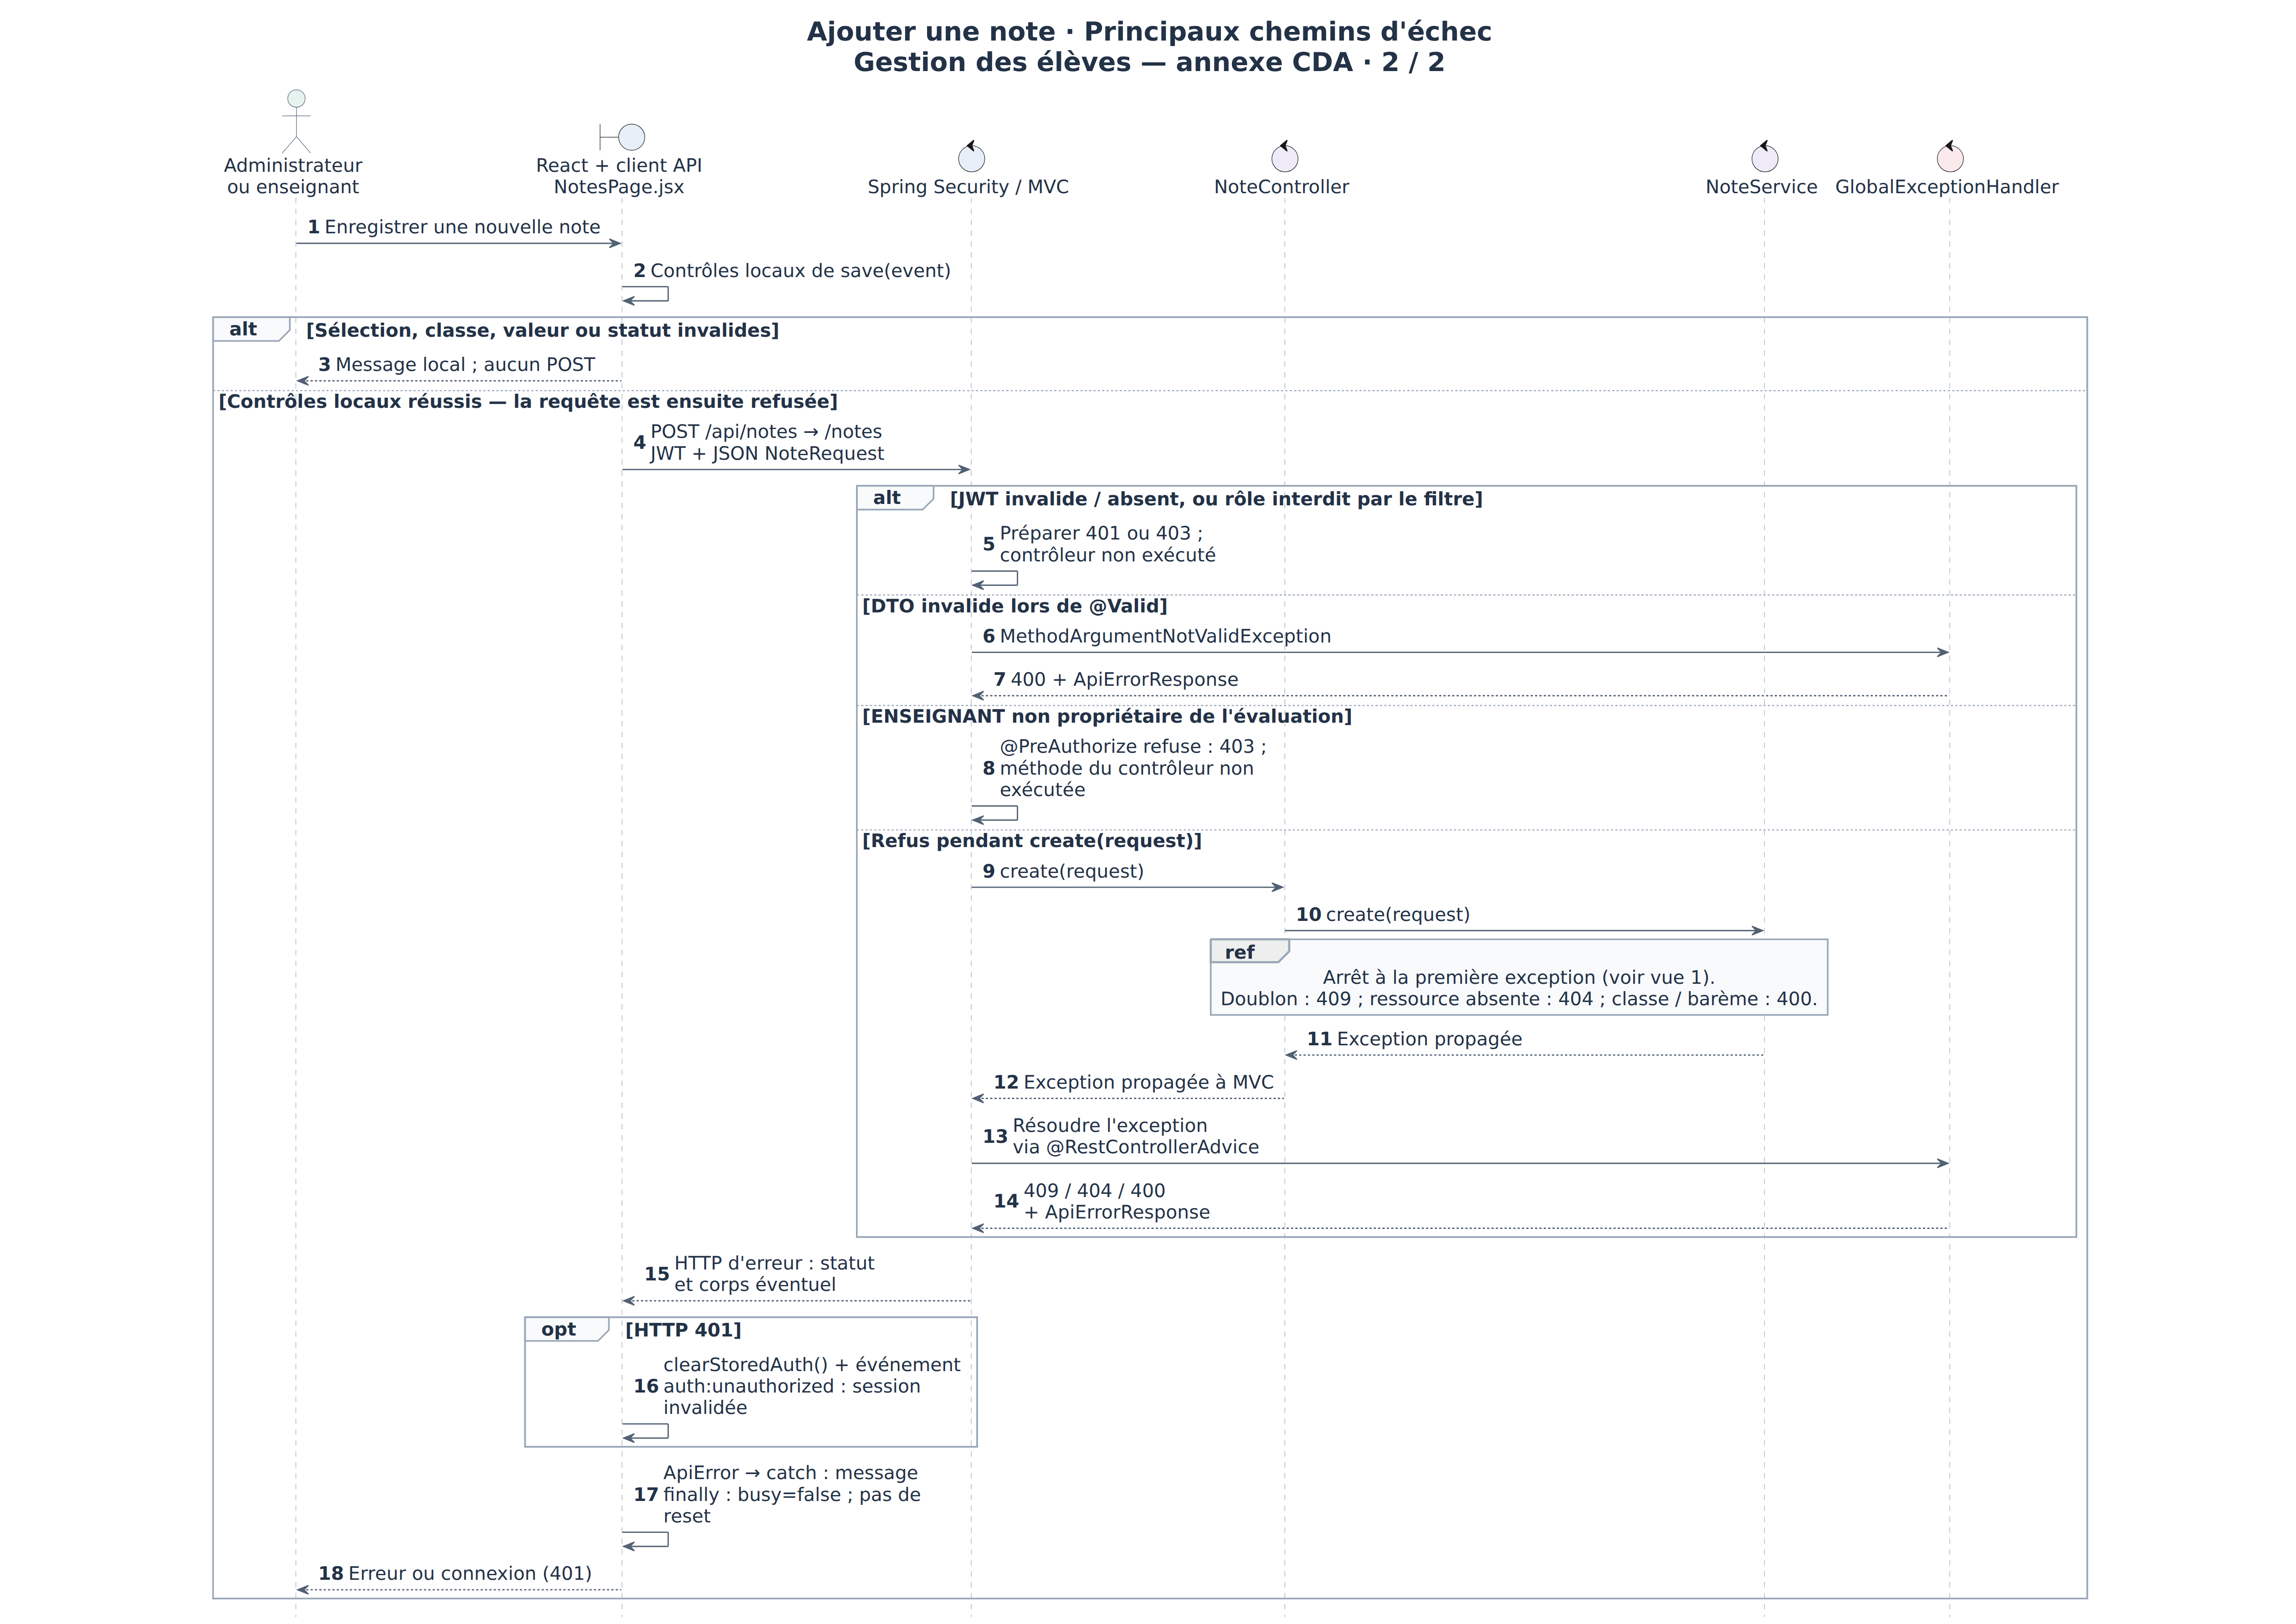 Ajouter une note · Principaux chemins d'échec
Gestion des élèves — annexe CDA · 2 / 2
Administrateur
ou enseignant
React + client API
NotesPage.jsx
Spring Security / MVC
NoteController
NoteService
GlobalExceptionHandler
1 Enregistrer une nouvelle note
2 Contrôles locaux de save(event)
alt [Sélection, classe, valeur ou statut invalides]
3 Message local ; aucun POST
[Contrôles locaux réussis — la requête est ensuite refusée]
4 POST /api/notes → /notes
JWT + JSON NoteRequest
alt [JWT invalide / absent, ou rôle interdit par le filtre]
5 Préparer 401 ou 403 ;
contrôleur non exécuté
[DTO invalide lors de @Valid]
6 MethodArgumentNotValidException
7 400 + ApiErrorResponse
[ENSEIGNANT non propriétaire de l'évaluation]
8 @PreAuthorize refuse : 403 ;
méthode du contrôleur non
exécutée
[Refus pendant create(request)]
9 create(request)
10 create(request)
ref
Arrêt à la première exception (voir vue 1).
Doublon : 409 ; ressource absente : 404 ; classe / barème : 400.
11 Exception propagée
12 Exception propagée à MVC
13 Résoudre l'exception
via @RestControllerAdvice
14 409 / 404 / 400
+ ApiErrorResponse
15 HTTP d'erreur : statut
et corps éventuel
opt [HTTP 401]
16 clearStoredAuth() + événement
auth:unauthorized : session
invalidée
17 ApiError → catch : message
finally : busy=false ; pas de
reset
18 Erreur ou connexion (401)